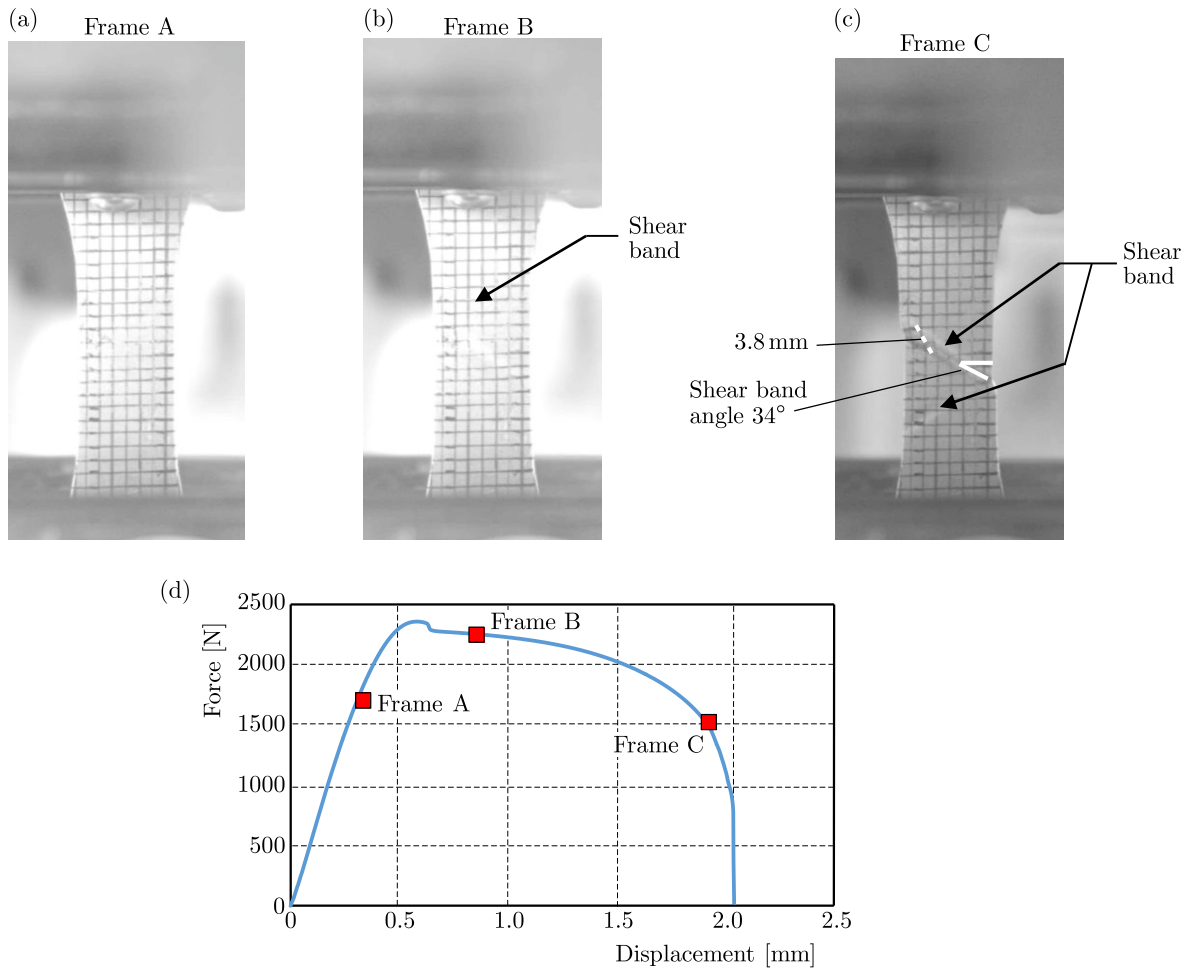 (a)
Frame A
(b)
Frame B
Shear
band
(c)
Frame C
Shear
band
3.8 mm
Shear band
angle 34°
(d)
2500
2000
1500
1000
500
0
Force [N]
Frame A
Frame B
Frame C
0
0.5
1.0
1.5
2.0
2.5
Displacement [mm]